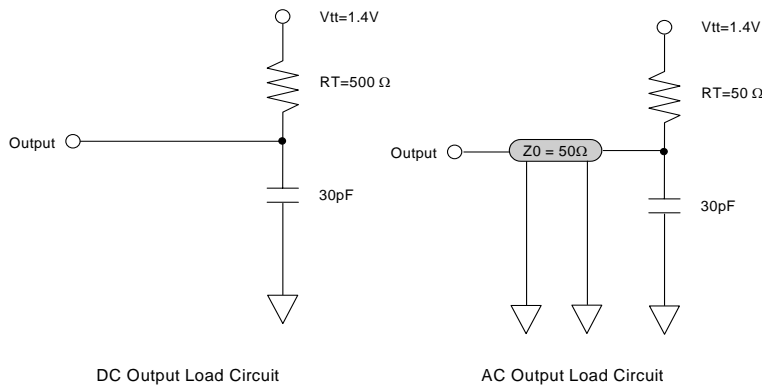 Vtt=1.4V
RT=500 Ω
Output
30pF
DC Output Load Circuit
Vtt=1.4V
RT=50 Ω
Output
Z0 = 50Ω
30pF
AC Output Load Circuit